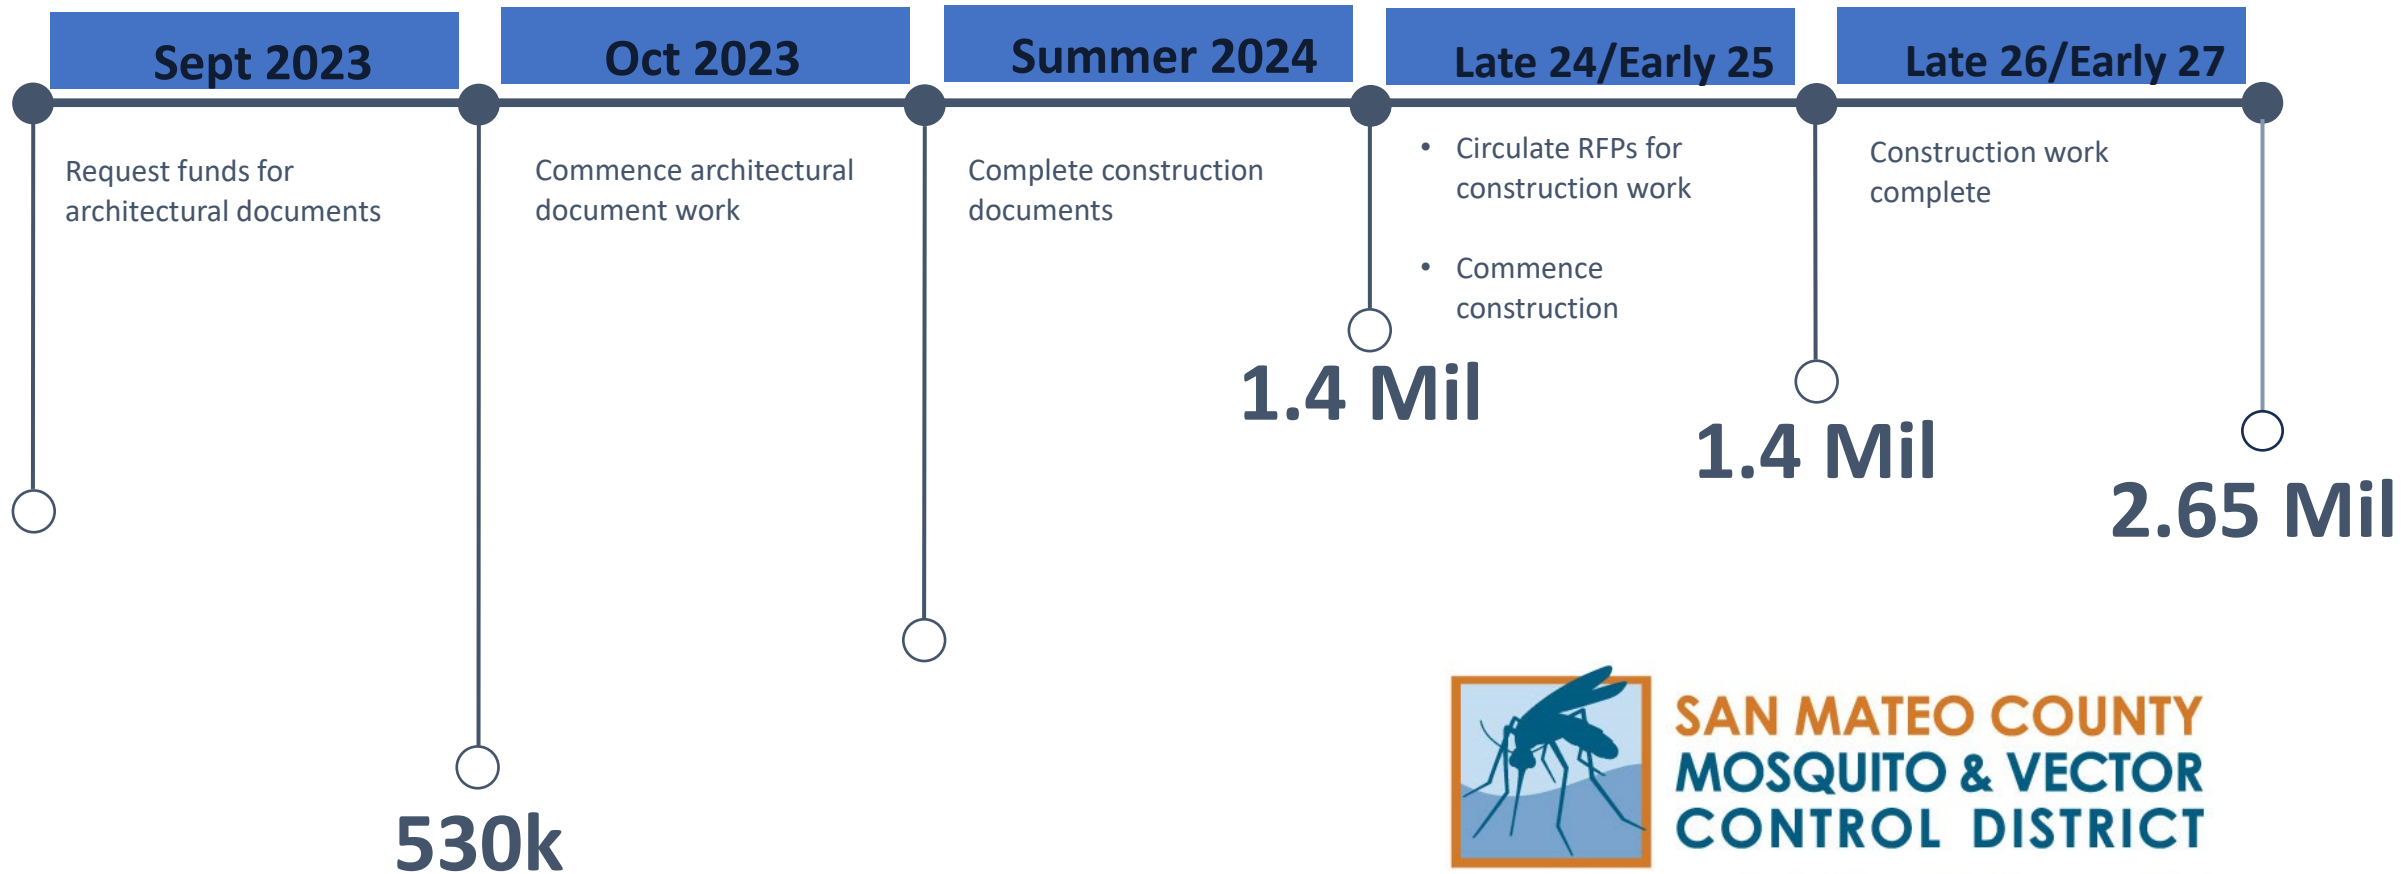 Sept 2023
Oct 2023
Summer 2024
Late 24/Early 25
Late 26/Early 27
Request funds for
architectural documents
Commence architectural
document work
Complete construction
documents
• Circulate RFPs for
construction work
• Commence
construction
Construction work
complete
1.4 Mil
1.4 Mil
2.65 Mil
530k
SAN MATEO COUNTY
MOSQUITO & VECTOR
CONTROL DISTRICT